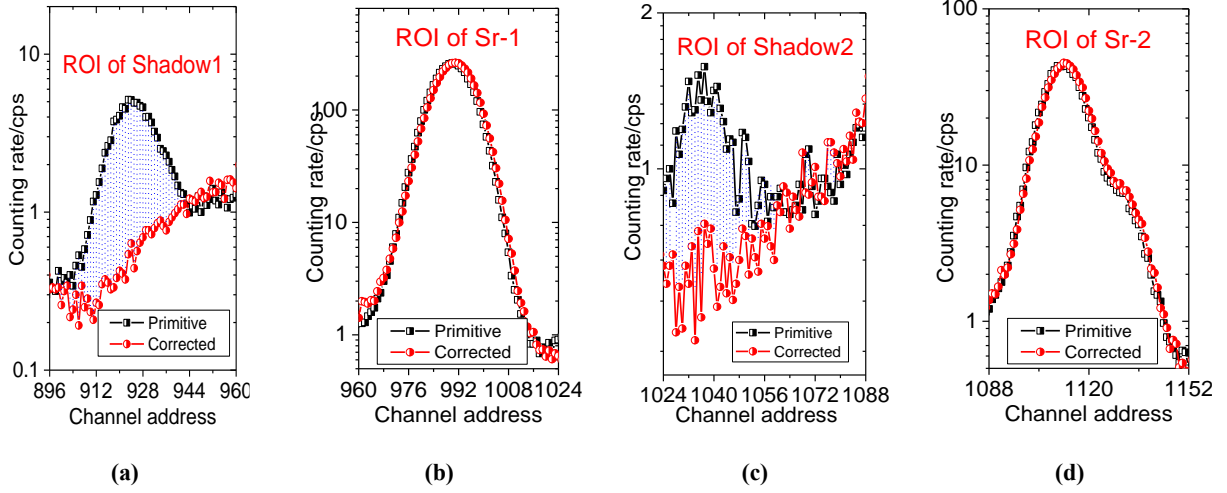 ROI of Shadow1
Counting rate/cps
10
1
0.1
Primitive
Corrected
896 912 928 944 960
Channel address
(a)
ROI of Sr-1
Counting rate/cps
100
10
1
Primitive
Corrected
960 976 992 1008 1024
Channel address
(b)
ROI of Shadow2
Counting rate/cps
2
1
Primitive
Corrected
1024 1040 1056 1072 1088
Channel address
(c)
ROI of Sr-2
Counting rate/cps
100
10
1
Primitive
Corrected
1088 1120 1152
Channel address
(d)